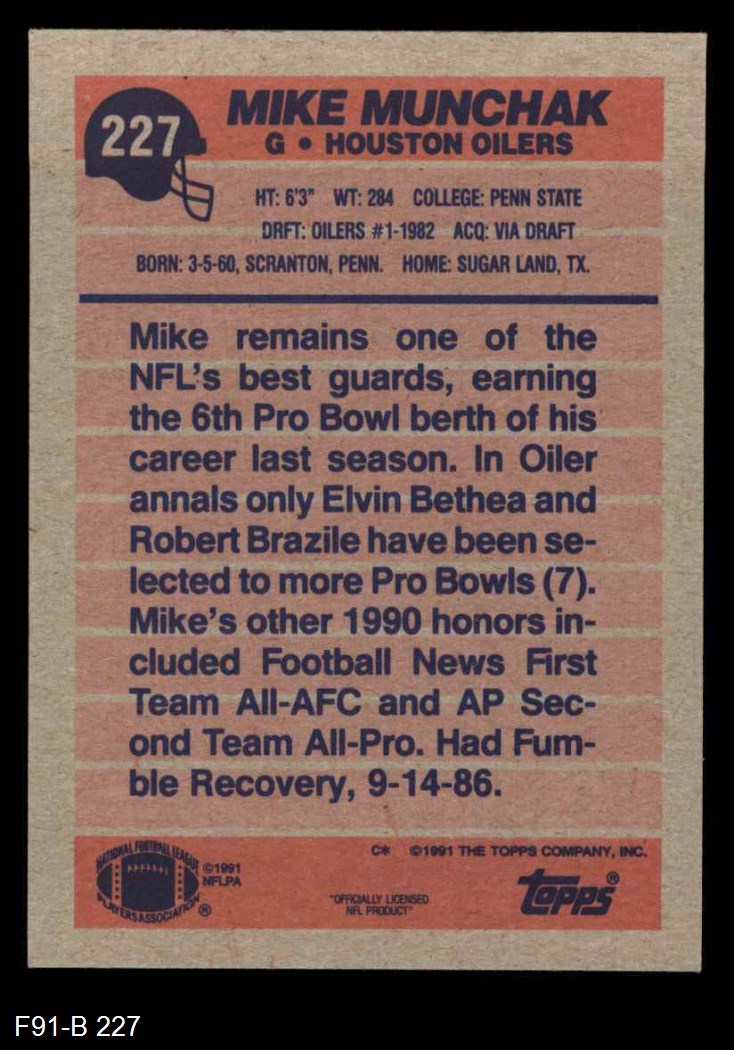 227
MIKE MUNCHAK
G • HOUSTON OILERS
HT: 6'3" WT: 284 COLLEGE: PENN STATE
DRFT: OILERS #1-1982 ACQ: VIA DRAFT
BORN: 3-5-60, SCRANTON, PENN. HOME: SUGAR LAND, TX.
Mike remains one of the
NFL's best guards, earning
the 6th Pro Bowl berth of his
career last season. In Oiler
annals only Elvin Bethea and
Robert Brazile have been se-
lected to more Pro Bowls (7).
Mike's other 1990 honors in-
cluded Football News First
Team All-AFC and AP Sec-
ond Team All-Pro. Had Fum-
ble Recovery, 9-14-86.
NATIONAL FOOTBALL LEAGUE
PLAYERS ASSOCIATION ®
©1991
NFLPA
C* ©1991 THE TOPPS COMPANY, INC.
"OFFICIALLY LICENSED
NFL PRODUCT"
topps®
F91-B 227